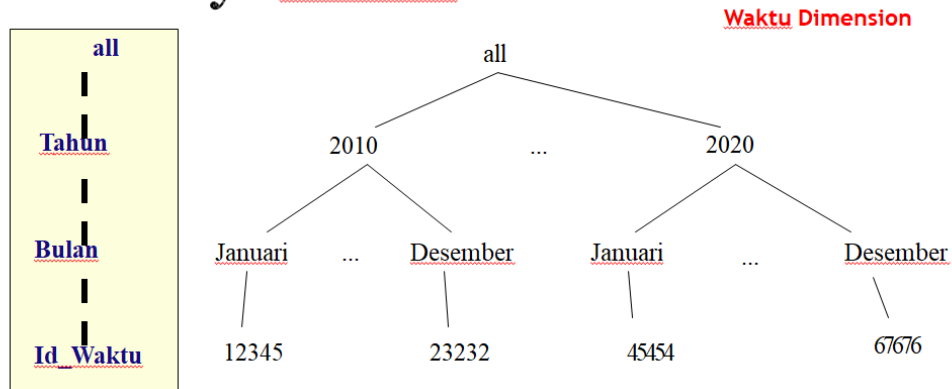 Waktu Dimension
all
Tahun
Bulan
Id_Waktu
all
2010 ... 2020
Januari ... Desember Januari ... Desember
12345 23232 45454 67676